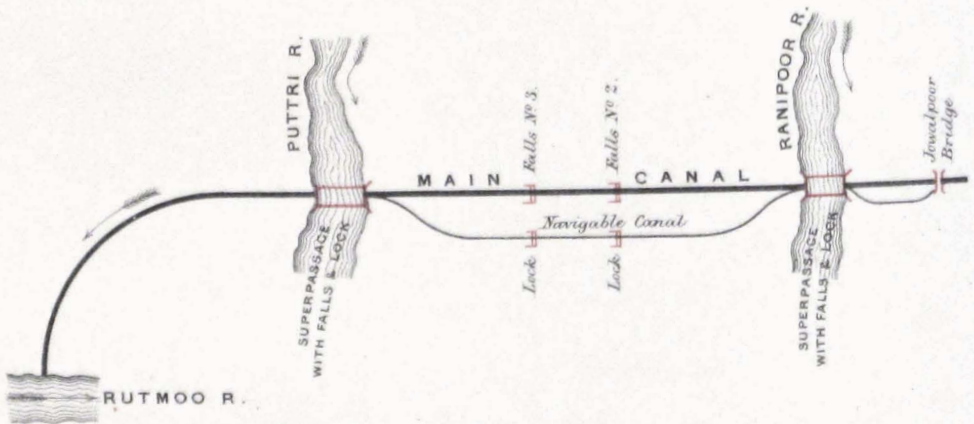 PUTTRI R.
RANIPOOR R.
Falls Nº 3.
Falls Nº 2.
Jowalpoor
Bridge
MAIN CANAL
Navigable Canal
Lock
Lock
SUPERPASSAGE
WITH FALLS & LOCK
SUPERPASSAGE
WITH FALLS & LOCK
RUTMOO R.